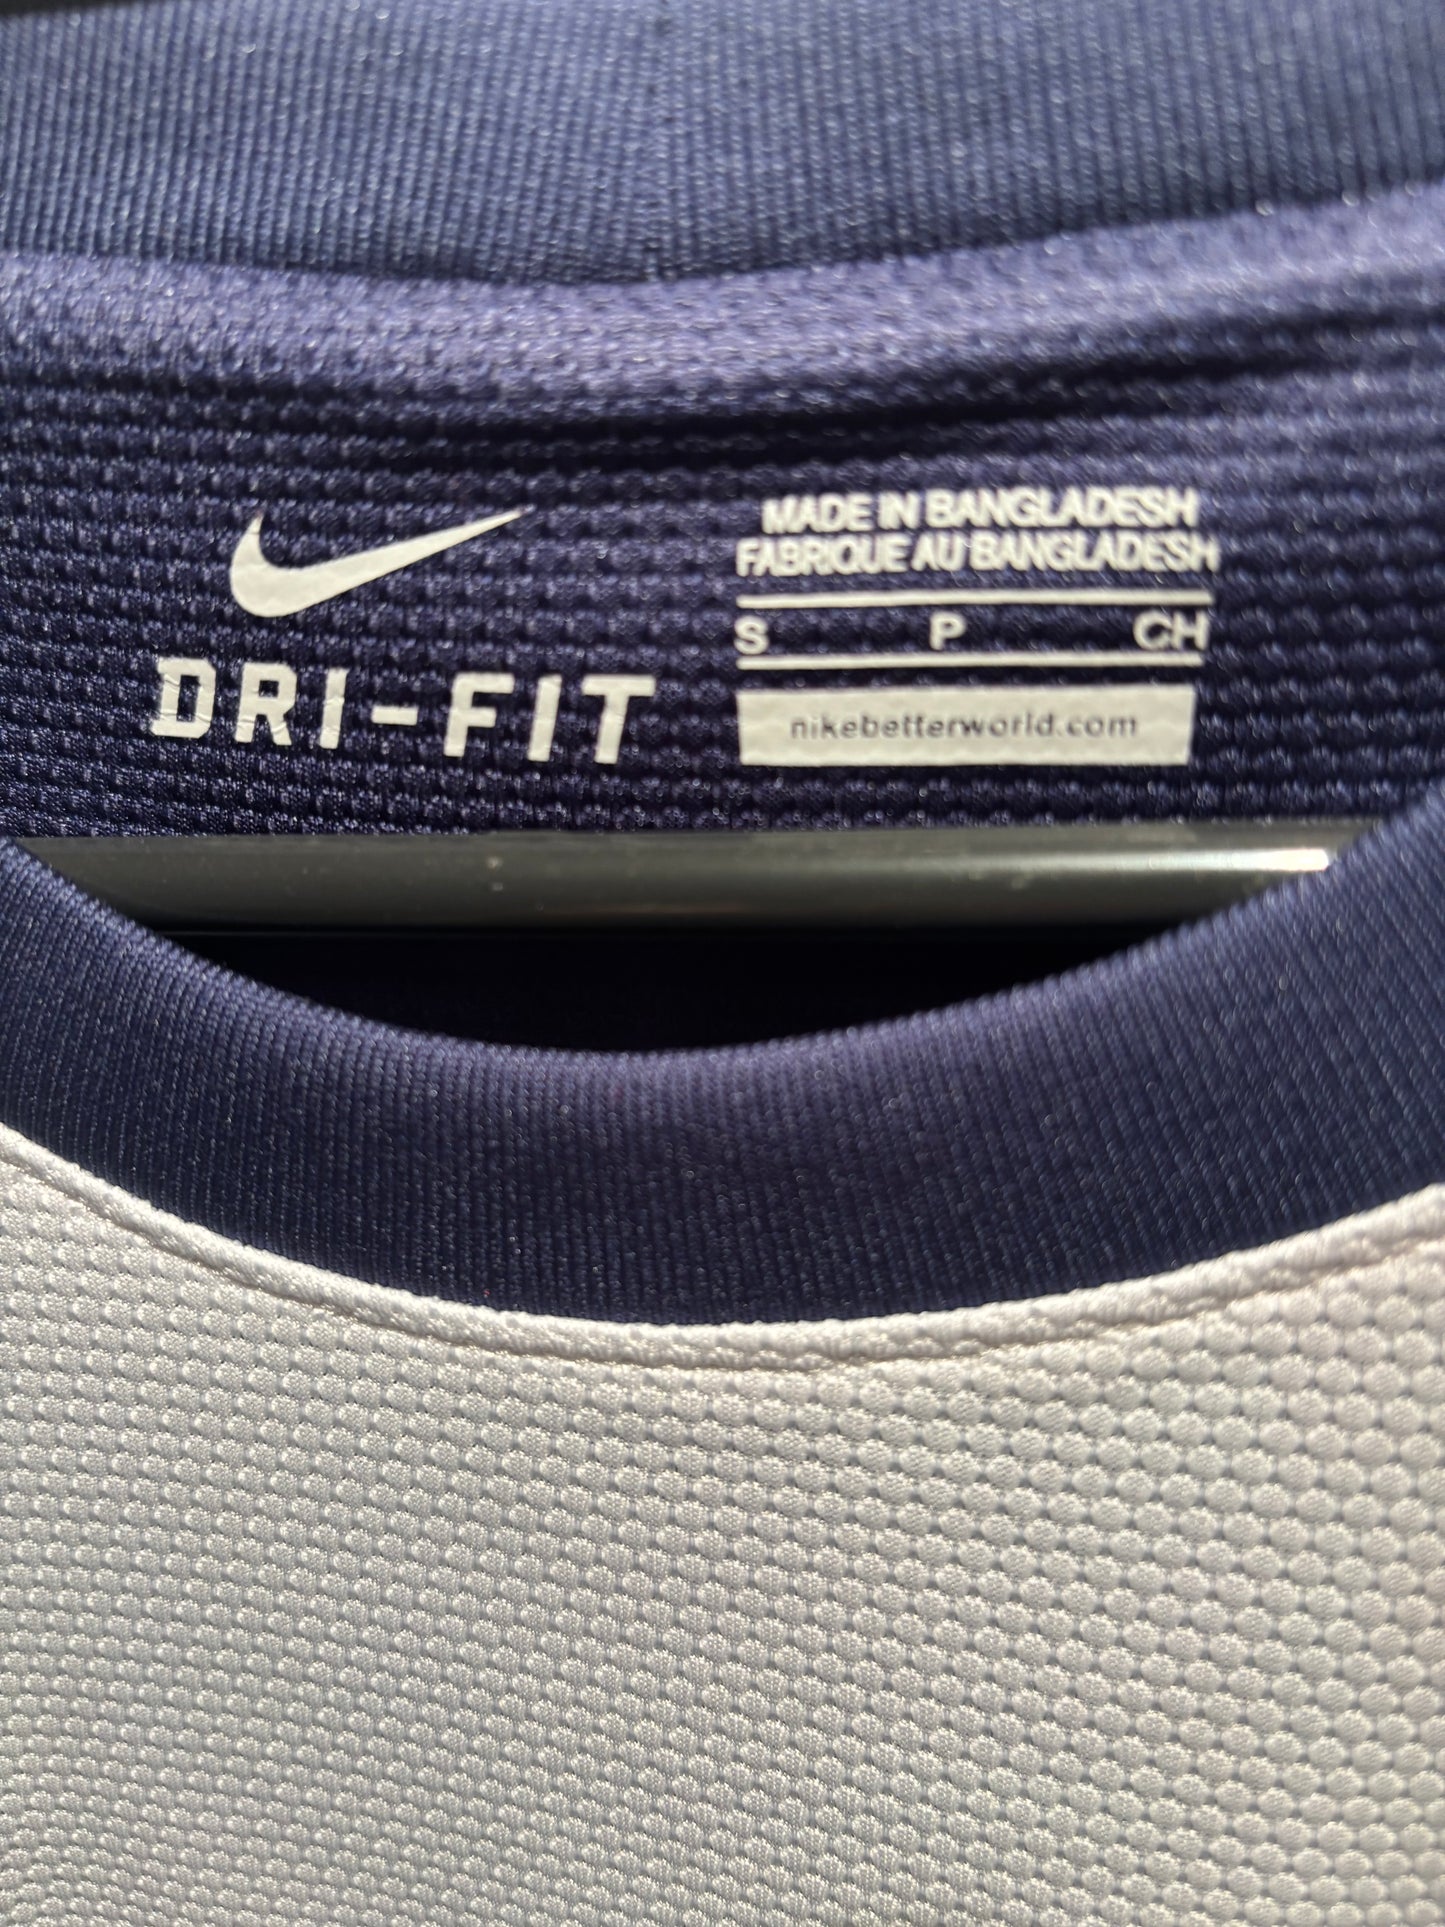 DRI-FIT
MADE IN BANGLADESH
FABRIQUE AU BANGLADESH
S P CH
nikebetterworld.com